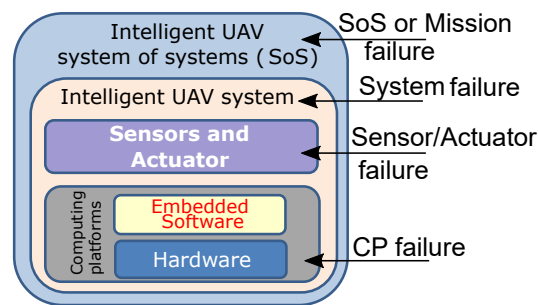 Intelligent UAV
system of systems (SoS)
SoS or Mission
failure
Intelligent UAV system
System failure
Sensors and
Actuator
Sensor/Actuator
failure
Computing
platforms
Embedded
Software
Hardware
CP failure